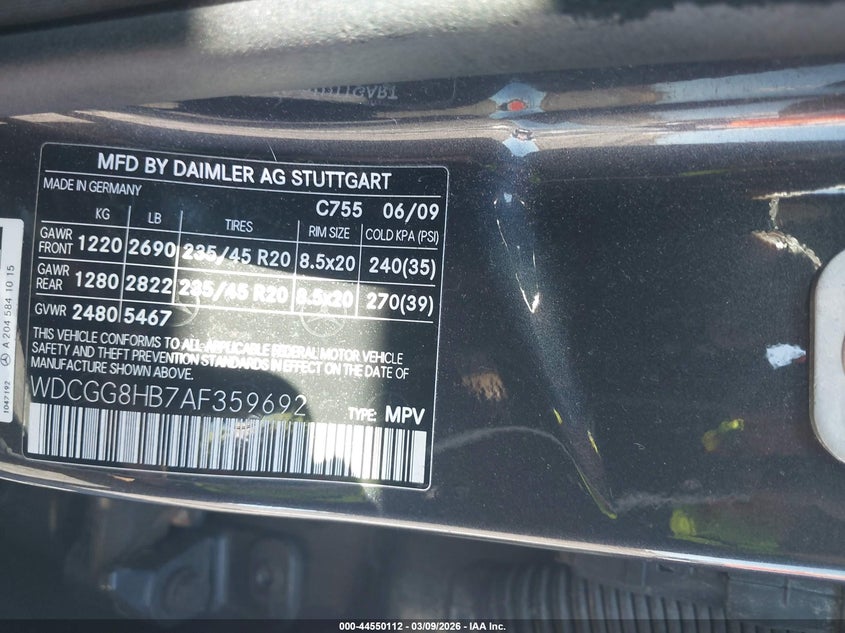 MFD BY DAIMLER AG STUTTGART
MADE IN GERMANY
C755 06/09
KG LB TIRES RIM SIZE COLD KPA (PSI)
GAWR FRONT 1220 2690 235/45 R20 8.5x20 240(35)
GAWR REAR 1280 2822 235/45 R20 8.5x20 270(39)
GVWR 2480 5467
THIS VEHICLE CONFORMS TO ALL APPLICABLE FEDERAL MOTOR VEHICLE
SAFETY AND THEFT PREVENTION STANDARDS IN EFFECT ON THE DATE OF
MANUFACTURE SHOWN ABOVE.
WDCGG8HB7AF359692 TYPE: MPV
A 204 584 10 15
1047192
000-44550112 | 03/09/2026 - IAA Inc.